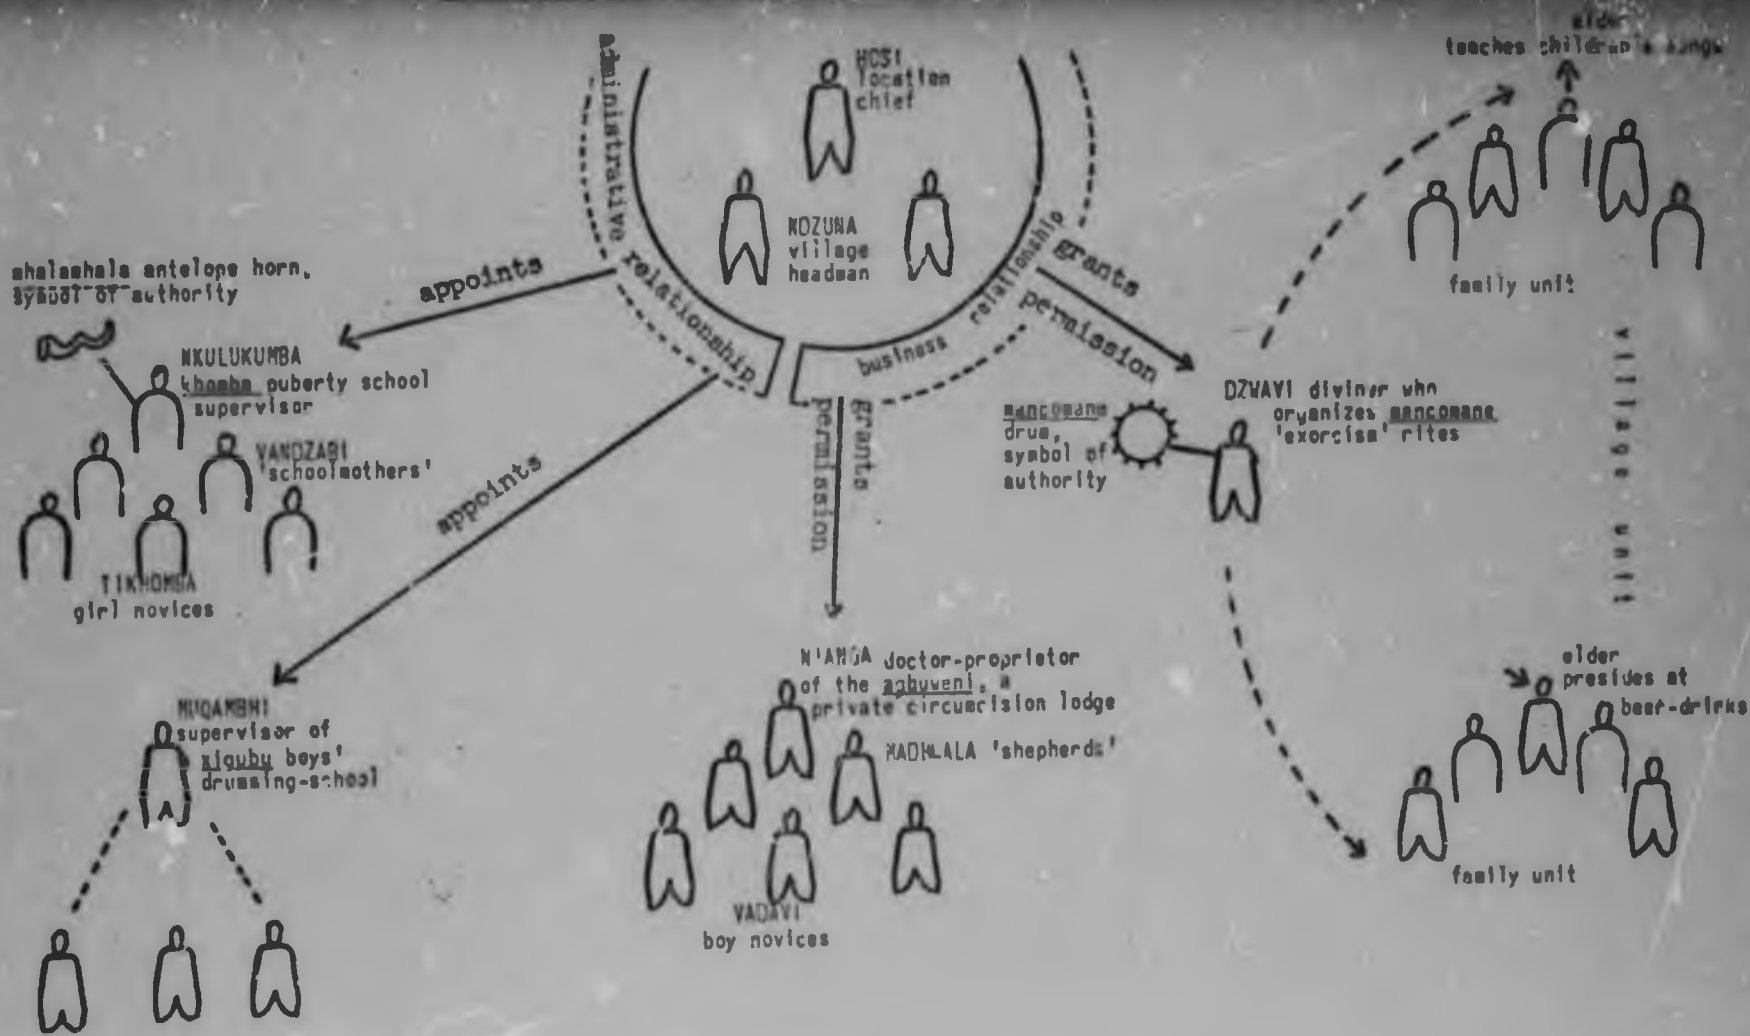 elder
teaches children's songs
HOSI
location
chief
NDZUNA
village
headman
administrative relationship
business relationship
appoints
grants
permission
family unit
mhalamhala antelope horn,
symbol of authority
NKULUKUMBA
khomba puberty school
supervisor
VANDZABI
'schoolmothers'
TIKHOMBA
girl novices
appoints
grants
permission
mancomane
drum,
symbol of
authority
DZWAVI diviner who
organizes mancomane
'exorcism' rites
village unit
MUQAMBHI
supervisor of
xigubu boys'
drumming-school
N'ANGA doctor-proprietor
of the ngbuweni, a
private circumcision lodge
MADHLALA 'shepherds'
VADAVI
boy novices
elder
presides at
beer-drinks
family unit